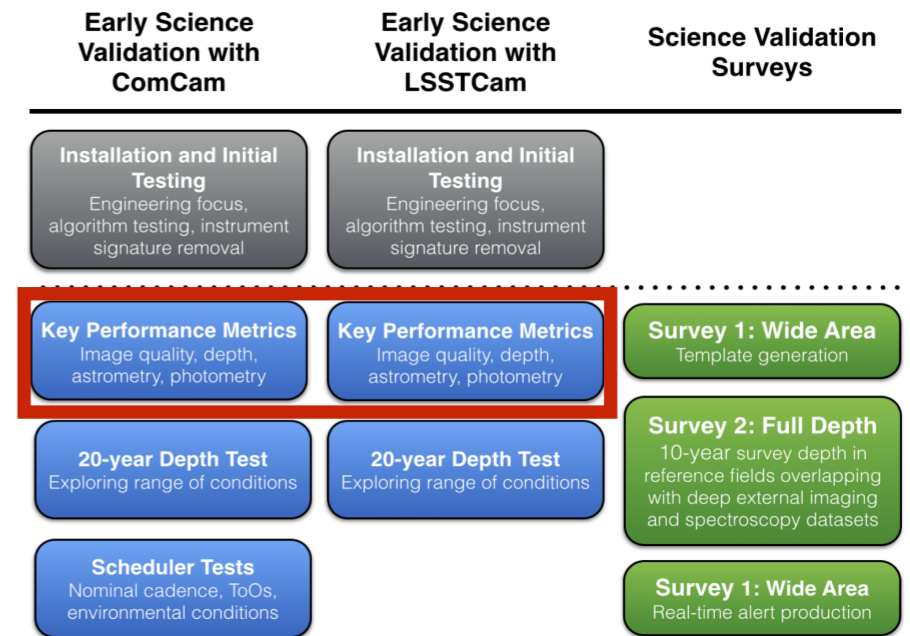 Early Science
Validation with
ComCam
Early Science
Validation with
LSSTCam
Science Validation
Surveys
Installation and Initial
Testing
Engineering focus,
algorithm testing, instrument
signature removal
Installation and Initial
Testing
Engineering focus,
algorithm testing, instrument
signature removal
Key Performance Metrics
Image quality, depth,
astrometry, photometry
Key Performance Metrics
Image quality, depth,
astrometry, photometry
Survey 1: Wide Area
Template generation
20-year Depth Test
Exploring range of conditions
20-year Depth Test
Exploring range of conditions
Survey 2: Full Depth
10-year survey depth in
reference fields overlapping
with deep external imaging
and spectroscopy datasets
Scheduler Tests
Nominal cadence, ToOs,
environmental conditions
Survey 1: Wide Area
Real-time alert production